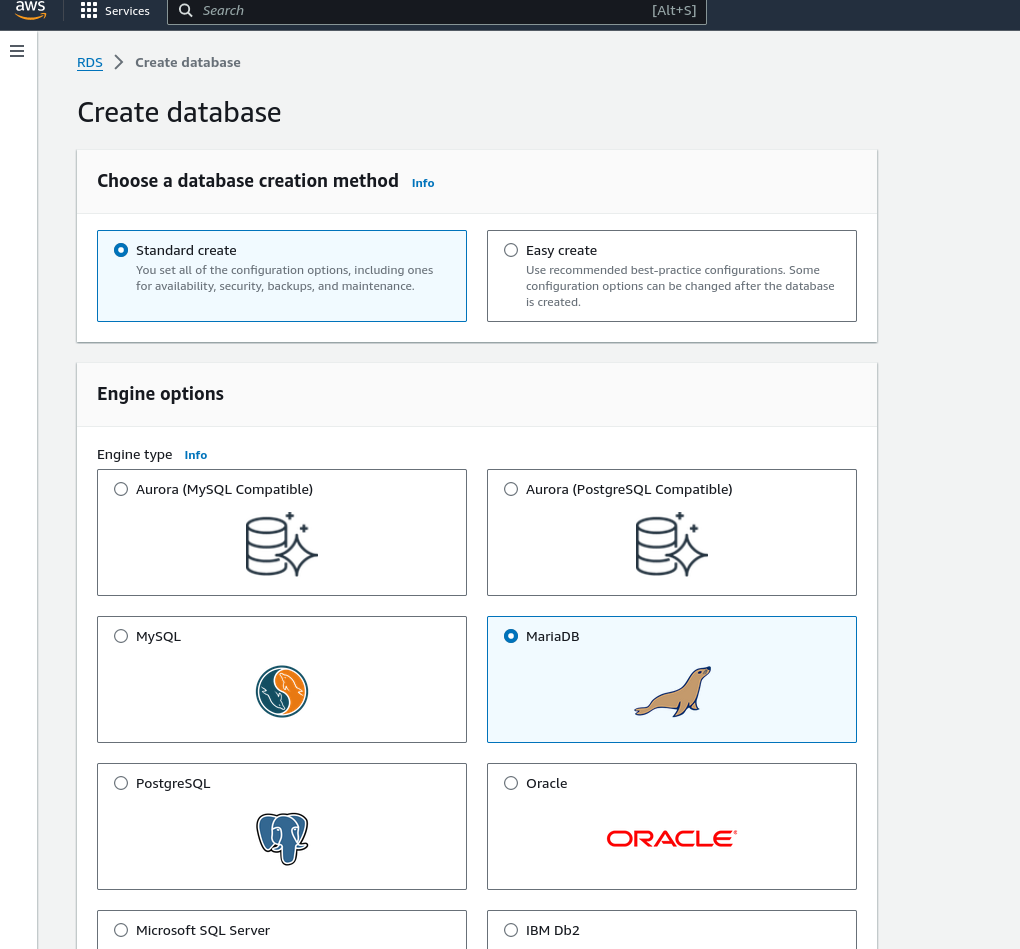 aws
Services
Search
[Alt+S]
RDS
Create database
Create database
Choose a database creation method
Info
Standard create
You set all of the configuration options, including ones
for availability, security, backups, and maintenance.
Easy create
Use recommended best-practice configurations. Some
configuration options can be changed after the database
is created.
Engine options
Engine type
Info
Aurora (MySQL Compatible)
Aurora (PostgreSQL Compatible)
MySQL
MariaDB
PostgreSQL
Oracle
ORACLE
Microsoft SQL Server
IBM Db2